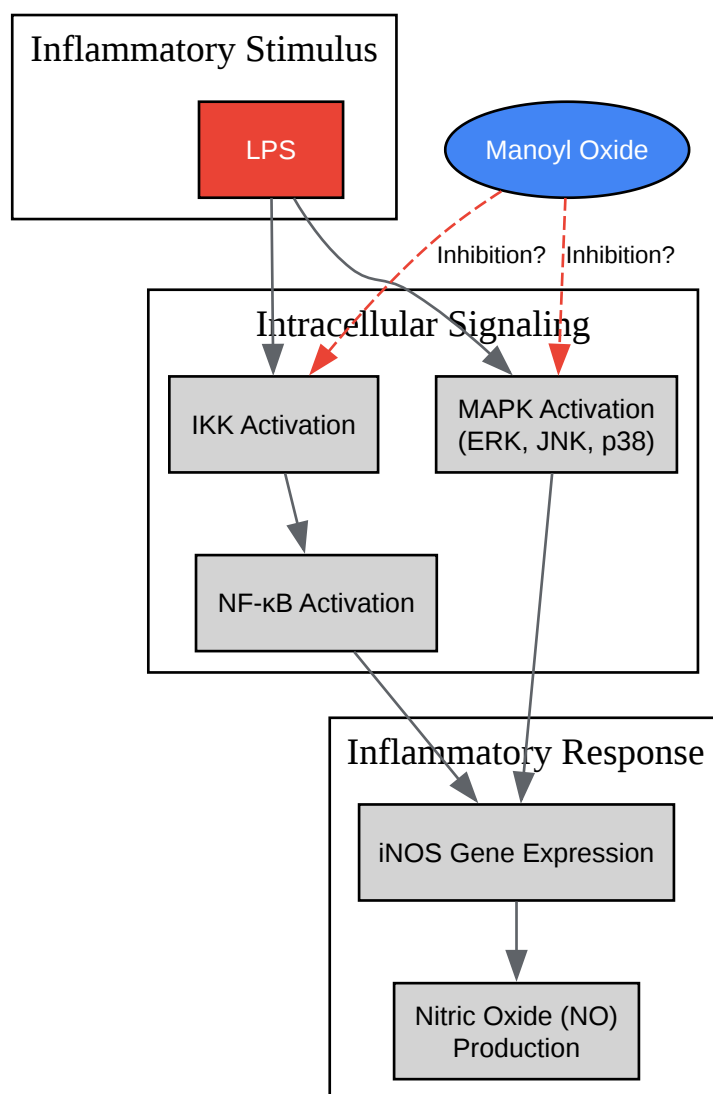 Inflammatory Stimulus
LPS
Manoyl Oxide
Inhibition?
Inhibition?
Intracellular Signaling
IKK Activation
MAPK Activation
(ERK, JNK, p38)
NF-κB Activation
Inflammatory Response
iNOS Gene Expression
Nitric Oxide (NO)
Production